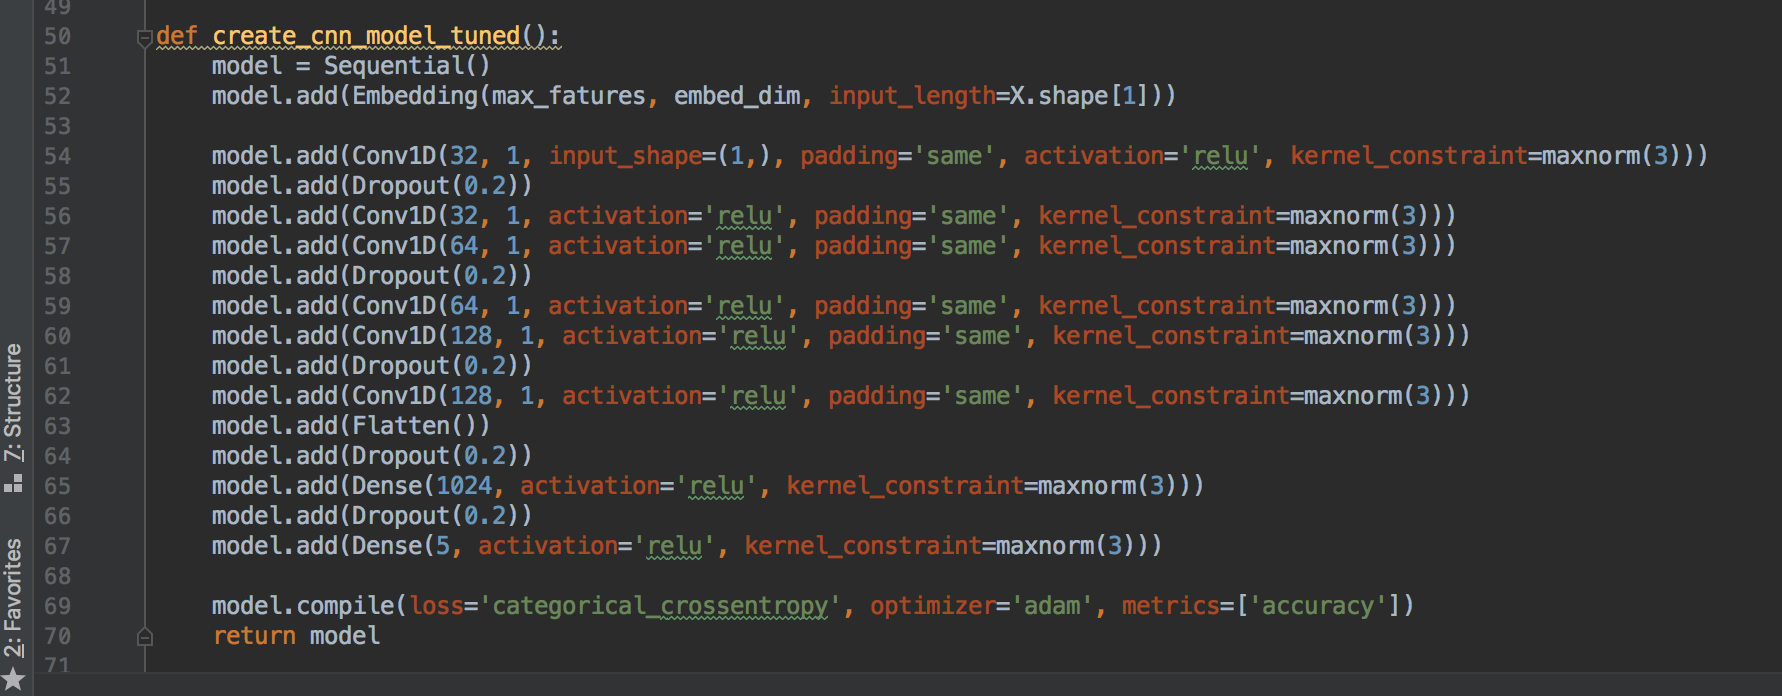 49
50 def create_cnn_model_tuned():
51 model = Sequential()
52 model.add(Embedding(max_fatures, embed_dim, input_length=X.shape[1]))
53
54 model.add(Conv1D(32, 1, input_shape=(1,), padding='same', activation='relu', kernel_constraint=maxnorm(3)))
55 model.add(Dropout(0.2))
56 model.add(Conv1D(32, 1, activation='relu', padding='same', kernel_constraint=maxnorm(3)))
57 model.add(Conv1D(64, 1, activation='relu', padding='same', kernel_constraint=maxnorm(3)))
58 model.add(Dropout(0.2))
59 model.add(Conv1D(64, 1, activation='relu', padding='same', kernel_constraint=maxnorm(3)))
60 model.add(Conv1D(128, 1, activation='relu', padding='same', kernel_constraint=maxnorm(3)))
61 model.add(Dropout(0.2))
62 model.add(Conv1D(128, 1, activation='relu', padding='same', kernel_constraint=maxnorm(3)))
63 model.add(Flatten())
64 model.add(Dropout(0.2))
65 model.add(Dense(1024, activation='relu', kernel_constraint=maxnorm(3)))
66 model.add(Dropout(0.2))
67 model.add(Dense(5, activation='relu', kernel_constraint=maxnorm(3)))
68
69 model.compile(loss='categorical_crossentropy', optimizer='adam', metrics=['accuracy'])
70 return model
71
7: Structure
2: Favorites